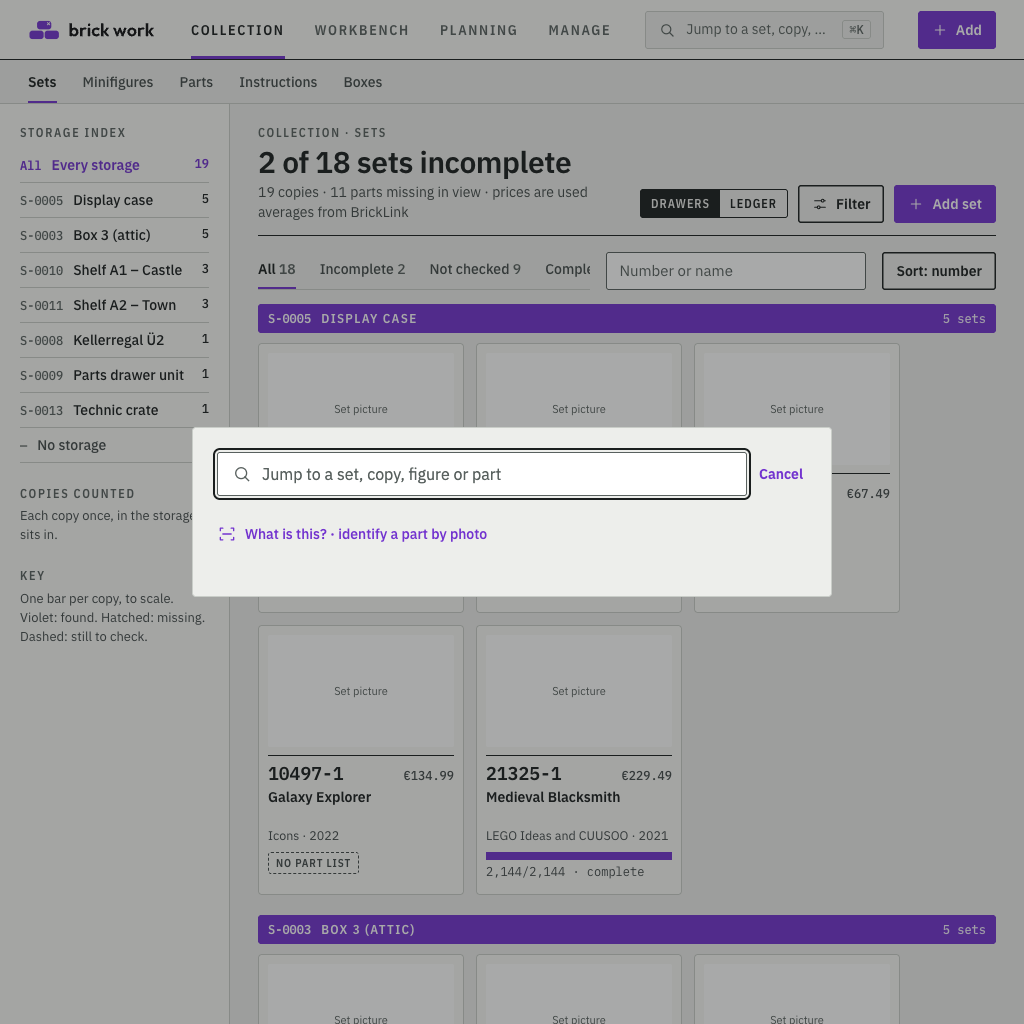 brick work
COLLECTION
WORKBENCH
PLANNING
MANAGE
Jump to a set, copy, ...
⌘K
+ Add
Sets
Minifigures
Parts
Instructions
Boxes
STORAGE INDEX
All Every storage 19
S-0005 Display case 5
S-0003 Box 3 (attic) 5
S-0010 Shelf A1 – Castle 3
S-0011 Shelf A2 – Town 3
S-0008 Kellerregal Ü2 1
S-0009 Parts drawer unit 1
S-0013 Technic crate 1
– No storage
COPIES COUNTED
Each copy once, in the storage
sits in.
KEY
One bar per copy, to scale.
Violet: found. Hatched: missing.
Dashed: still to check.
COLLECTION · SETS
2 of 18 sets incomplete
19 copies · 11 parts missing in view · prices are used
averages from BrickLink
DRAWERS
LEDGER
Filter
+ Add set
All 18
Incomplete 2
Not checked 9
Comple
Number or name
Sort: number
S-0005 DISPLAY CASE 5 sets
Set picture
Set picture
Set picture
€67.49
Jump to a set, copy, figure or part
Cancel
What is this? · identify a part by photo
Set picture
Set picture
10497-1 €134.99
Galaxy Explorer
Icons · 2022
NO PART LIST
21325-1 €229.49
Medieval Blacksmith
LEGO Ideas and CUUSOO · 2021
2,144/2,144 · complete
S-0003 BOX 3 (ATTIC) 5 sets
Set picture
Set picture
Set picture